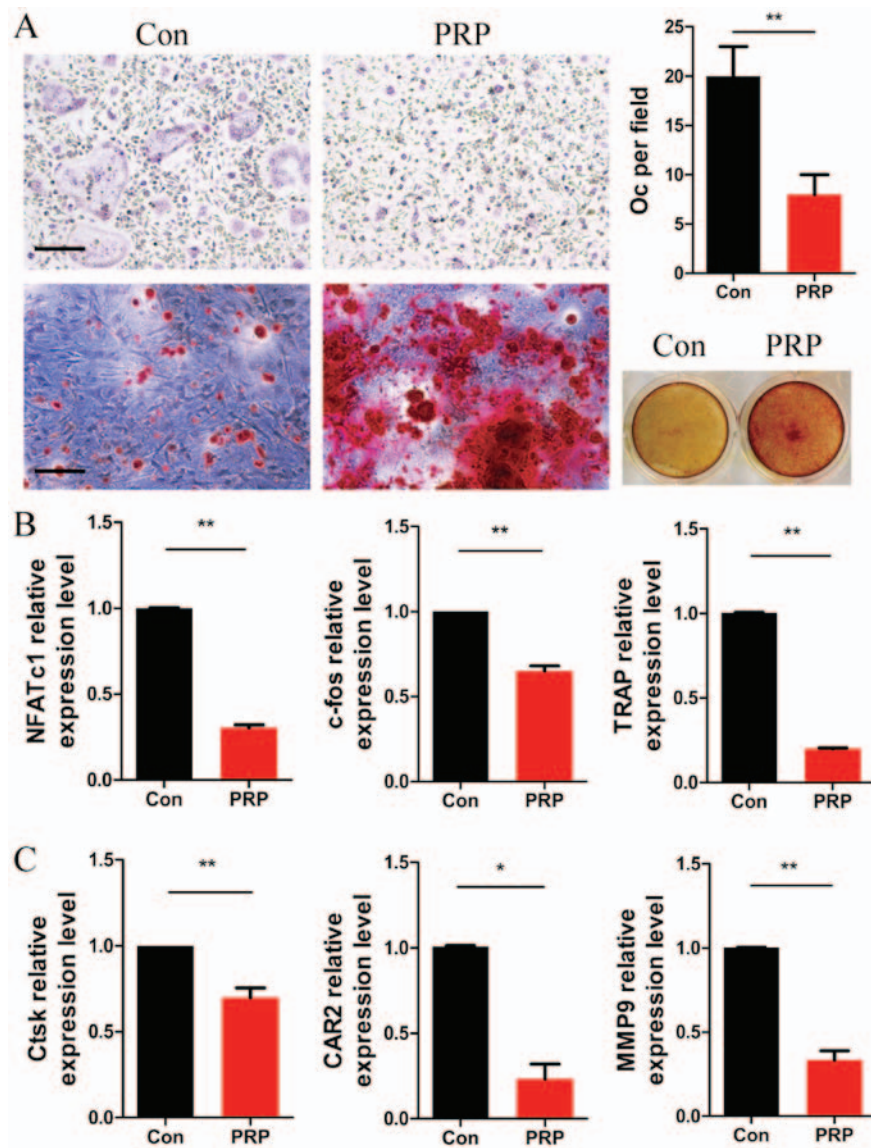 A
Con
PRP
**
Oc per field
25
20
15
10
5
0
Con
PRP
Con
PRP
B
NFATc1 relative
expression level
1.5
1.0
0.5
0.0
**
Con
PRP
c-fos relative
expression level
1.5
1.0
0.5
0.0
**
Con
PRP
TRAP relative
expression level
1.5
1.0
0.5
0.0
**
Con
PRP
C
Ctsk relative
expression level
1.5
1.0
0.5
0.0
**
Con
PRP
CAR2 relative
expression level
1.5
1.0
0.5
0.0
*
Con
PRP
MMP9 relative
expression level
1.5
1.0
0.5
0.0
**
Con
PRP